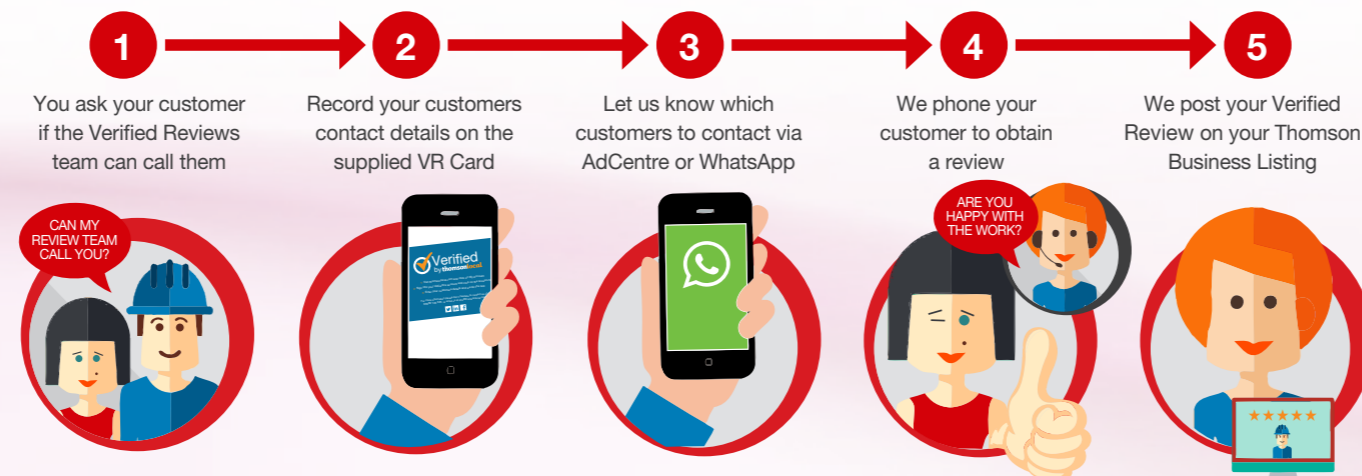 1
2
3
4
5
You ask your customer
if the Verified Reviews
team can call them
Record your customers
contact details on the
supplied VR Card
Let us know which
customers to contact via
AdCentre or WhatsApp
We phone your
customer to obtain
a review
We post your Verified
Review on your Thomson
Business Listing
CAN MY
REVIEW TEAM
CALL YOU?
Verified
by thomsonlocal
ARE YOU
HAPPY WITH
THE WORK?